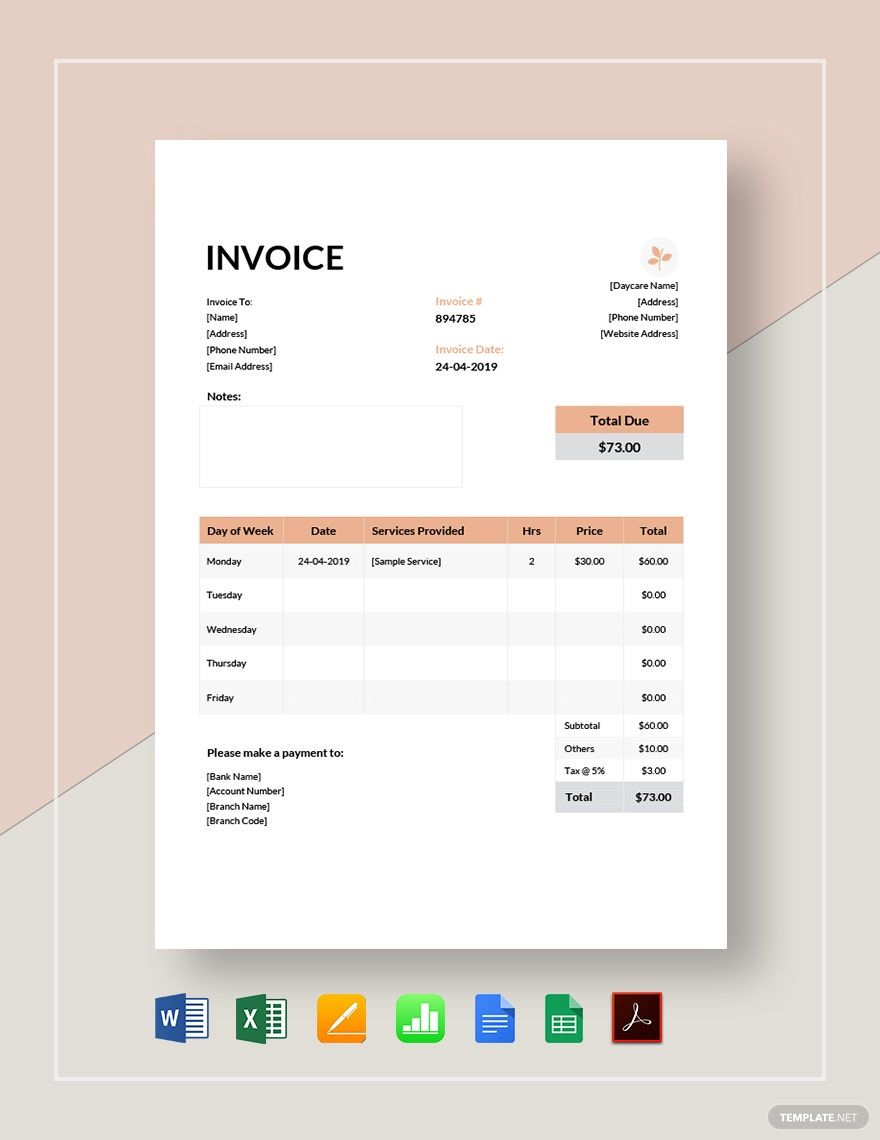 INVOICE
Invoice To:
[Name]
[Address]
[Phone Number]
[Email Address]
Invoice #
894785
Invoice Date:
24-04-2019
[Daycare Name]
[Address]
[Phone Number]
[Website Address]
Notes:
Total Due
$73.00
Day of Week Date Services Provided Hrs Price Total
Monday 24-04-2019 [Sample Service] 2 $30.00 $60.00
Tuesday $0.00
Wednesday $0.00
Thursday $0.00
Friday $0.00
Subtotal $60.00
Others $10.00
Tax @ 5% $3.00
Total $73.00
Please make a payment to:
[Bank Name]
[Account Number]
[Branch Name]
[Branch Code]
W X
TEMPLATE.NET